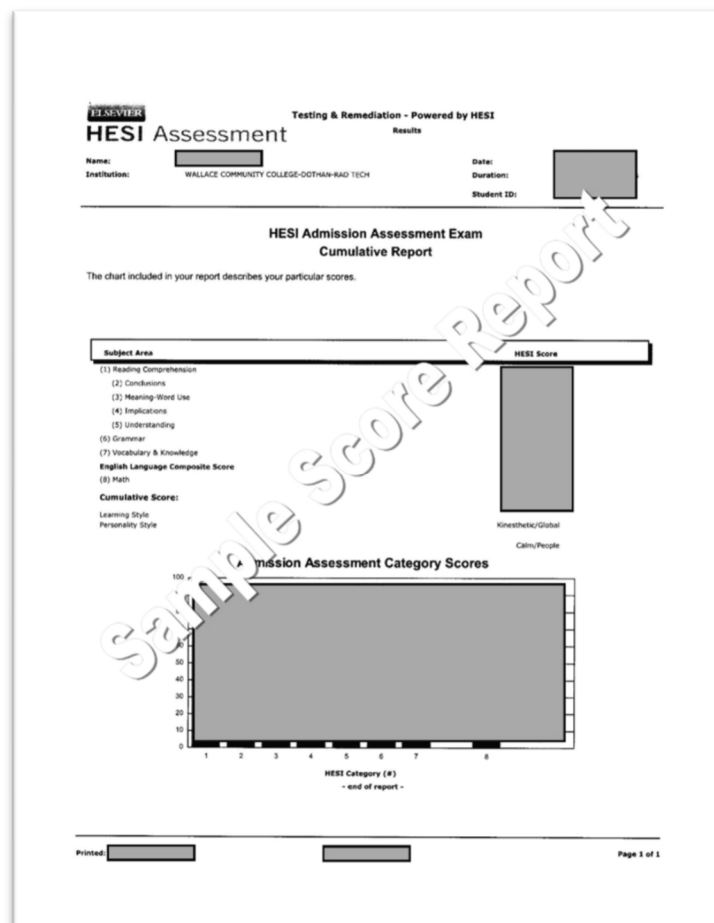 ELSEVIER
HESI Assessment
Testing & Remediation - Powered by HESI
Results
Name:
Institution: WALLACE COMMUNITY COLLEGE-DOTHAN-RAD TECH
Date:
Duration:
Student ID:
HESI Admission Assessment Exam
Cumulative Report
The chart included in your report describes your particular scores.
Subject Area HESI Score
(1) Reading Comprehension
(2) Conclusions
(3) Meaning-Word Use
(4) Implications
(5) Understanding
(6) Grammar
(7) Vocabulary & Knowledge
English Language Composite Score
(8) Math
Cumulative Score:
Learning Style Kinesthetic/Global
Personality Style Calm/People
Sample Score Report
Assessment Category Scores
100
50
40
30
20
10
0
1 2 3 4 5 6 7 8
HESI Category (#)
- end of report -
Printed: Page 1 of 1